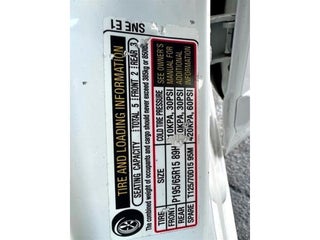 SNE E1
TIRE AND LOADING INFORMATION
SEATING CAPACITY | TOTAL 5 | FRONT 2 | REAR 3
The combined weight of occupants and cargo should never exceed 385kg or 850lbs.
TIRE SIZE COLD TIRE PRESSURE
FRONT P195/65R15 89H 10KPA, 30PSI
REAR 10KPA, 30PSI
SPARE T125/70D15 95M 420KPA, 60PSI
SEE OWNER'S
MANUAL FOR
ADDITIONAL
INFORMATION